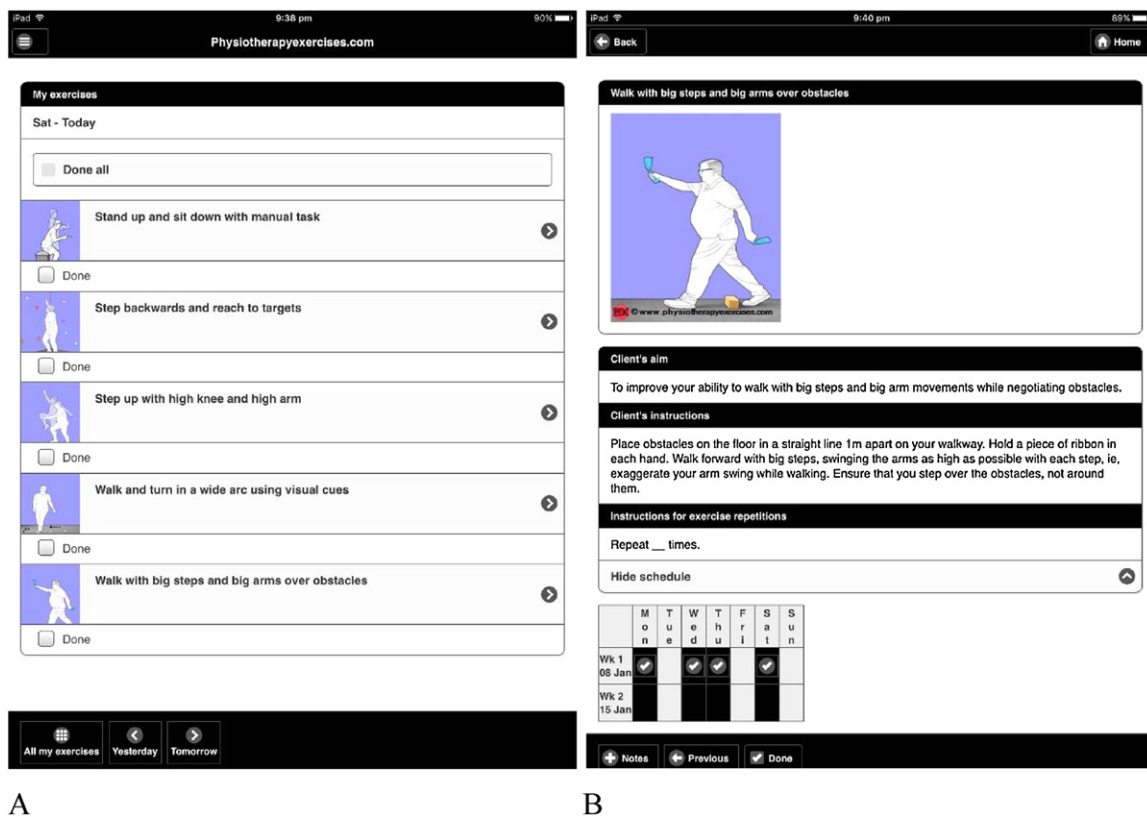 iPad 9:38 pm 90%
Physiotherapyexercises.com
My exercises
Sat - Today
Done all
Stand up and sit down with manual task
Done
Step backwards and reach to targets
Done
Step up with high knee and high arm
Done
Walk and turn in a wide arc using visual cues
Done
Walk with big steps and big arms over obstacles
Done
All my exercises Yesterday Tomorrow
A
iPad 9:40 pm 89%
Back Home
Walk with big steps and big arms over obstacles
© www.physiotherapyexercises.com
Client's aim
To improve your ability to walk with big steps and big arm movements while negotiating obstacles.
Client's instructions
Place obstacles on the floor in a straight line 1m apart on your walkway. Hold a piece of ribbon in
each hand. Walk forward with big steps, swinging the arms as high as possible with each step, ie,
exaggerate your arm swing while walking. Ensure that you step over the obstacles, not around
them.
Instructions for exercise repetitions
Repeat __ times.
Hide schedule
Mon Tue Wed Thu Fri Sat Sun
Wk 1
08 Jan
Wk 2
15 Jan
Notes Previous Done
B